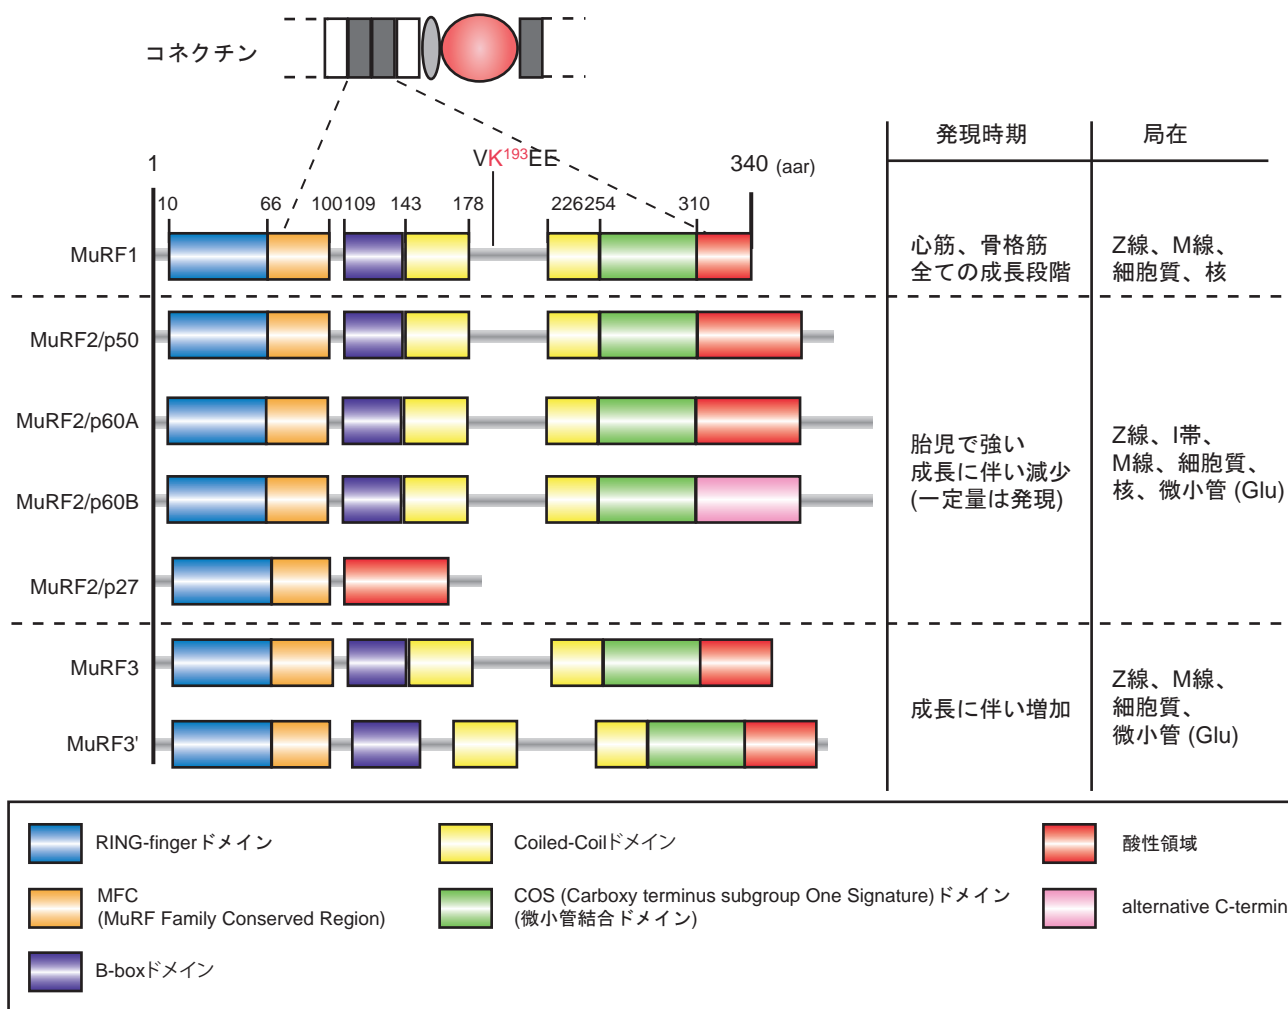 コネクチン
発現時期
局在
1
VK193EE
340 (aar)
10
66
100
109
143
178
226
254
310
MuRF1
心筋、骨格筋
全ての成長段階
Z線、M線、
細胞質、核
MuRF2/p50
MuRF2/p60A
MuRF2/p60B
MuRF2/p27
胎児で強い
成長に伴い減少
(一定量は発現)
Z線、I帯、
M線、細胞質、
核、微小管 (Glu)
MuRF3
MuRF3'
成長に伴い増加
Z線、M線、
細胞質、
微小管 (Glu)
RING-fingerドメイン
Coiled-Coilドメイン
酸性領域
MFC
(MuRF Family Conserved Region)
COS (Carboxy terminus subgroup One Signature)ドメイン
(微小管結合ドメイン)
alternative C-termin
B-boxドメイン